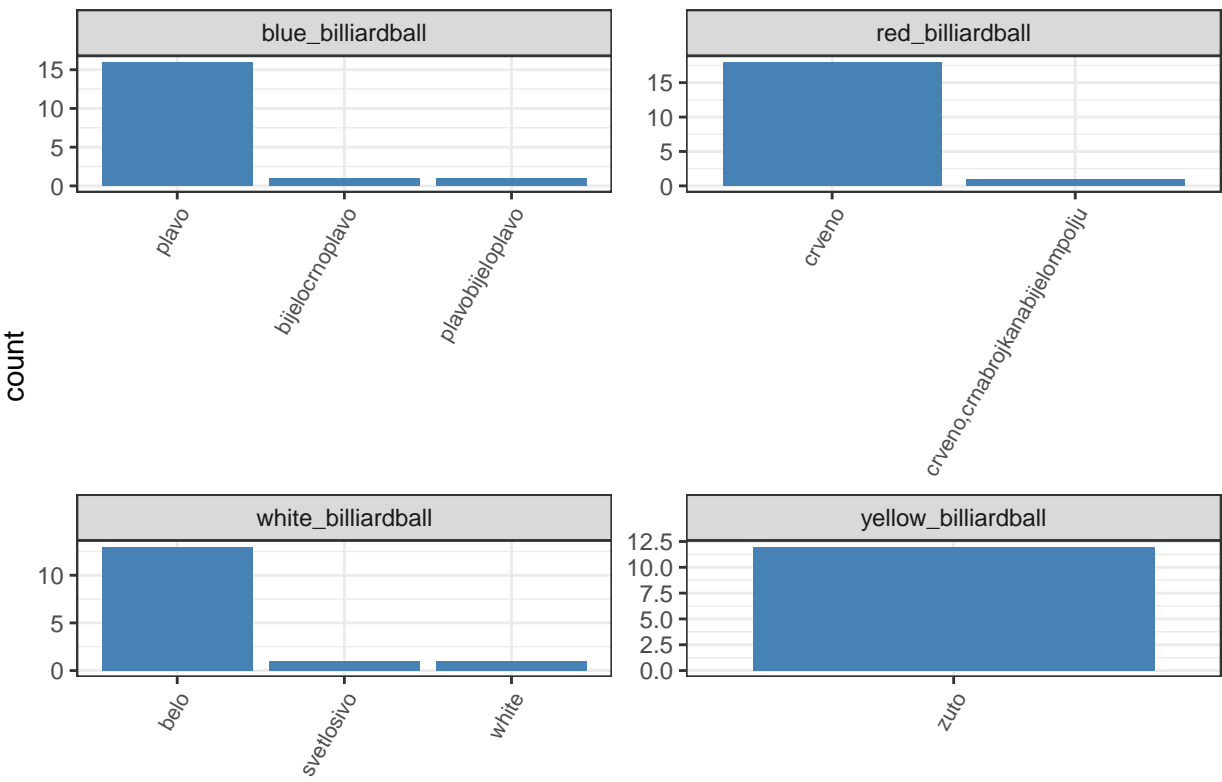 blue_billiardball
15
10
5
0
plavo
bijelocrnoplavo
plavobijeloplavo
red_billiardball
15
10
5
0
crveno
crveno,crnabrojkanabijelompolju
count
white_billiardball
10
5
0
belo
svetlosivo
white
yellow_billiardball
12.5
10.0
7.5
5.0
2.5
0.0
zuto